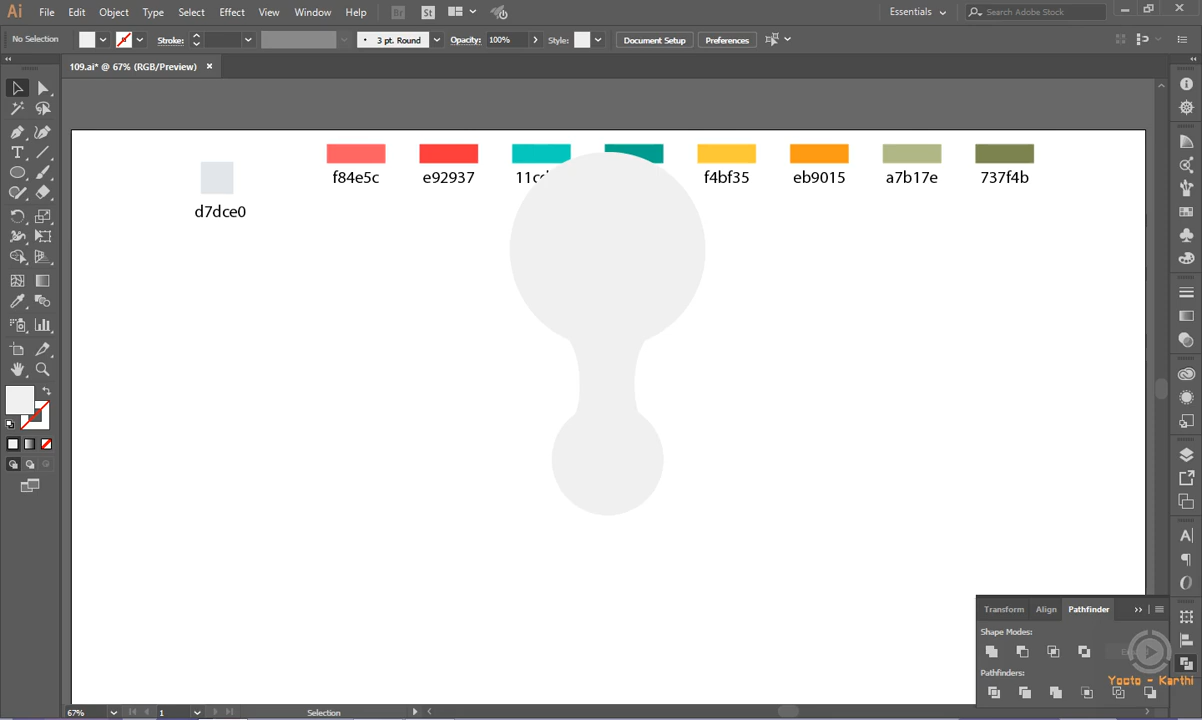 Ai File Edit Object Type Select Effect View Window Help Br St Essentials Search Adobe Stock
No Selection Stroke: 3 pt. Round Opacity: 100% Style: Document Setup Preferences
109.ai* @ 67% (RGB/Preview) ×
f84e5c e92937 f4bf35 eb9015 a7b17e 737f4b
d7dce0
Transform Align Pathfinder
Shape Modes:
Pathfinders:
Yooto - Karthi
67% 1 Selection